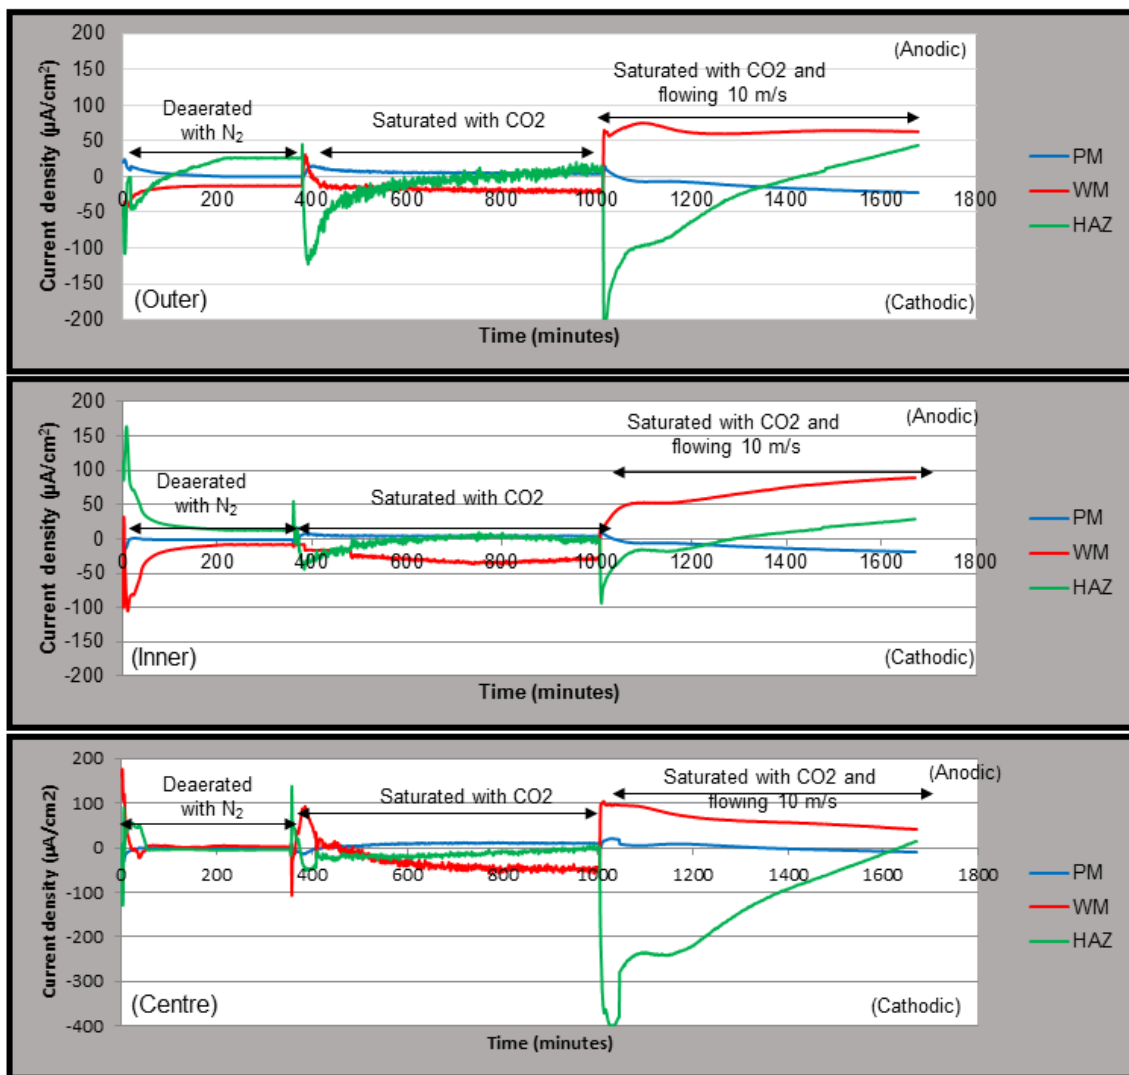 200
150
100
50
0
-50
-100
-150
-200
Current density (µA/cm²)
(Anodic)
Saturated with CO2 and
flowing 10 m/s
Deaerated
with N₂
Saturated with CO2
0 200 400 600 800 1000 1200 1400 1600 1800
PM
WM
HAZ
(Outer)
(Cathodic)
Time (minutes)
200
150
100
50
0
-50
-100
-150
-200
Current density (µA/cm²)
(Anodic)
Saturated with CO2 and
flowing 10 m/s
Deaerated
with N₂
Saturated with CO2
0 200 400 600 800 1000 1200 1400 1600 1800
PM
WM
HAZ
(Inner)
(Cathodic)
Time (minutes)
200
100
0
-100
-200
-300
-400
Current density (µA/cm2)
(Anodic)
Saturated with CO2 and
flowing 10 m/s
Deaerated
with N₂
Saturated with CO2
0 200 400 600 800 1000 1200 1400 1600 1800
PM
WM
HAZ
(Centre)
(Cathodic)
Time (minutes)